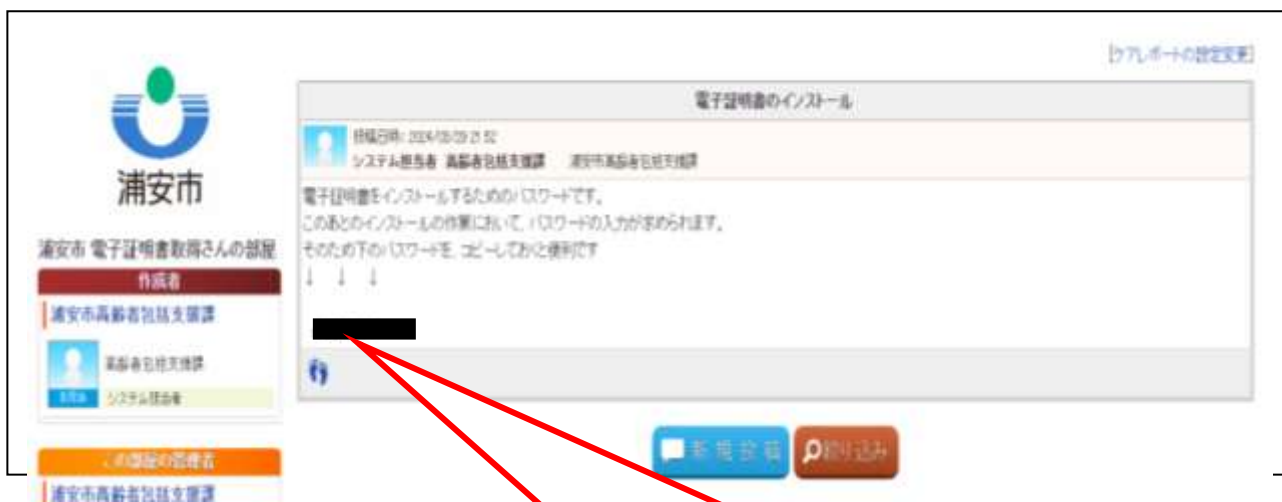 [ケアレポートの設定変更]
電子証明書のインストール
浦安市
システム担当者 高齢者包括支援課 浦安市高齢者包括支援課
電子証明書をインストールするためのパスワードです。
このあとのインストールの作業において、パスワードの入力が求められます。
そのため下のパスワードを、コピーしておくと便利です
↓ ↓ ↓
浦安市 電子証明書取得さんの部屋
作成者
浦安市高齢者包括支援課
高齢者包括支援課
システム担当者
新規投稿
絞り込み
この部屋の管理者
浦安市高齢者包括支援課